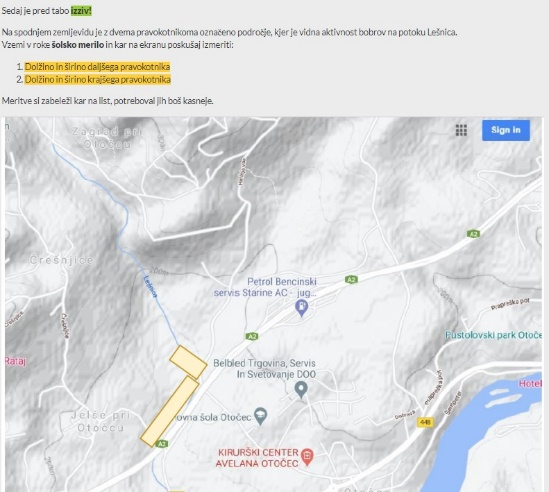 Sedaj je pred tabo izziv!
Na spodnjem zemljevidu je z dvema pravokotnikoma označeno področje, kjer je vidna aktivnost bobrov na potoku Lešnica.
Vzemi v roke šolsko merilo in kar na ekranu poskušaj izmeriti:
1. Dolžino in širino daljšega pravokotnika
2. Dolžino in širino krajšega pravokotnika
Meritve si zabeleži kar na list, potreboval jih boš kasneje.
Sign in
Zagrad pri
Otočcu
A2
Crešnjice
Lešnica
Petrol Bencinski
servis Starine AC - jug...
A2
Papraska pot
A2
Pustolovski park Otoče
Rataj
Belbled Trgovina, Servis
In Svetovanje DOO
Hotel
Jelše pri
Otočcu
ovna šola Otočec
448
A2
KIRURŠKI CENTER
AVELANA OTOČEC